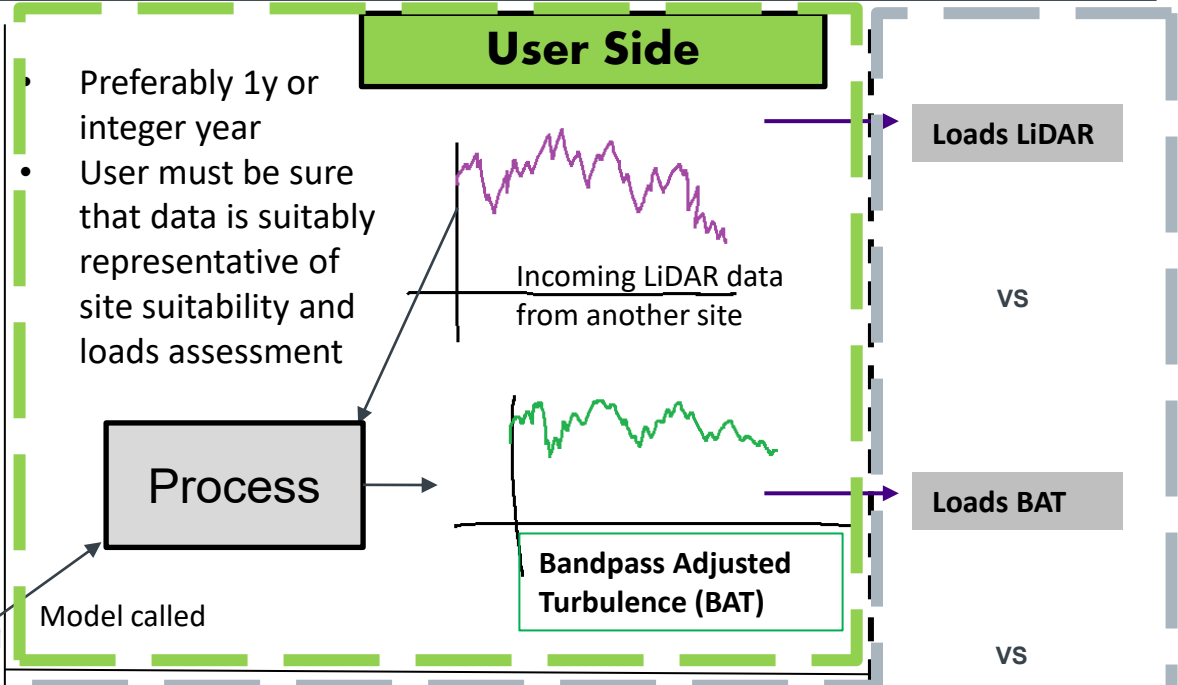 User Side
• Preferably 1y or
integer year
• User must be sure
that data is suitably
representative of
site suitability and
loads assessment
Incoming LiDAR data
from another site
Process
Bandpass Adjusted
Turbulence (BAT)
Model called
Loads LiDAR
vs
Loads BAT
vs